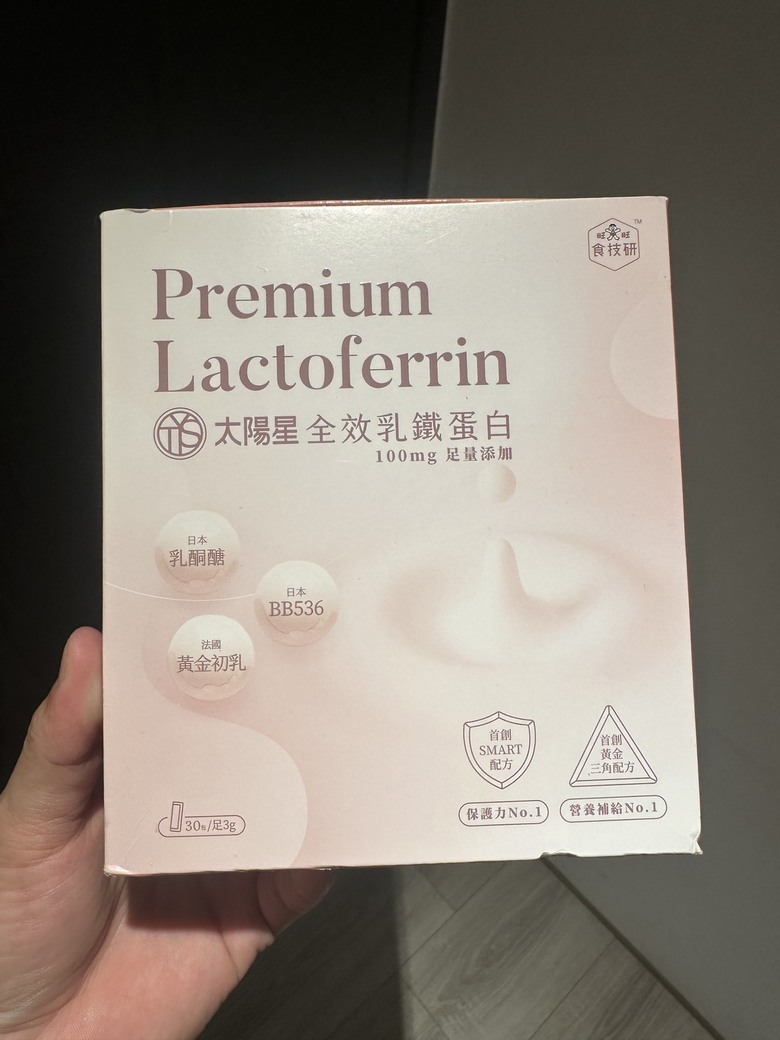 TM
旺旺
食技研
Premium
Lactoferrin
TYS 太陽星 全效乳鐵蛋白
100mg 足量添加
日本
乳酮醣
日本
BB536
法國
黃金初乳
首創
SMART
配方
首創
黃金
三角配方
保護力No.1
營養補給No.1
30包/足3g